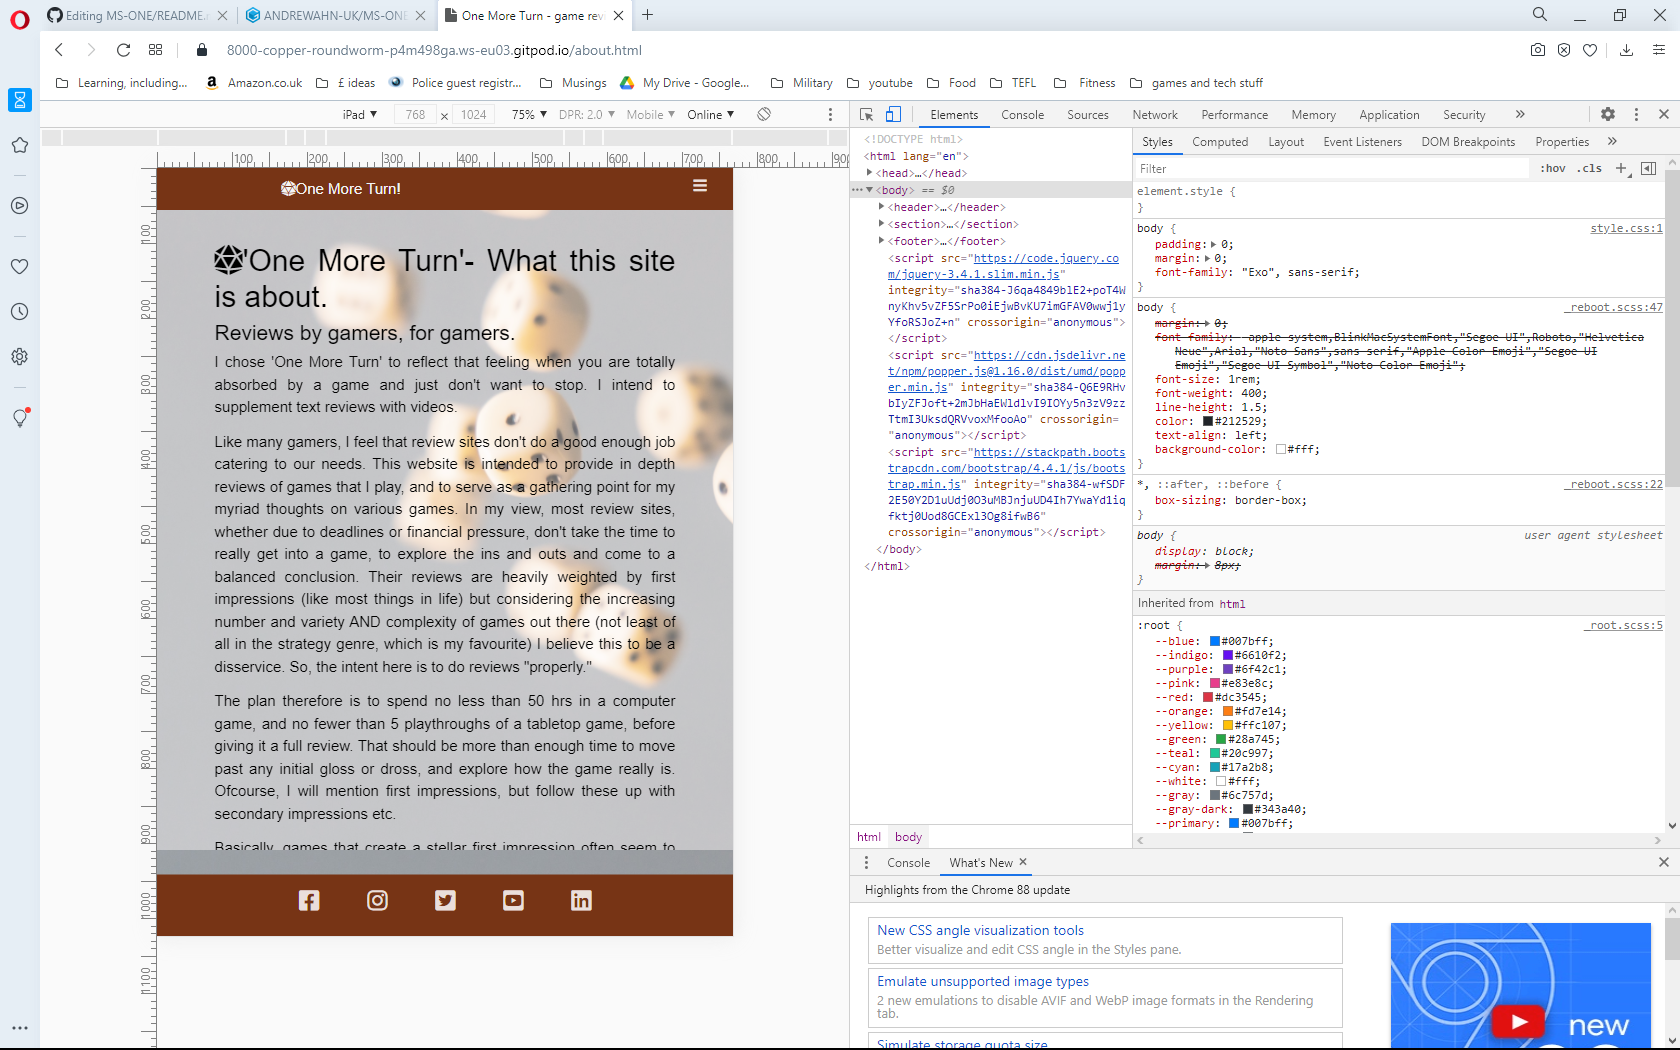 Editing MS-ONE/README.
ANDREWAHN-UK/MS-ONE
One More Turn - game rev
8000-copper-roundworm-p4m498ga.ws-eu03.gitpod.io/about.html
Learning, including...
Amazon.co.uk
£ ideas
Police guest registr...
Musings
My Drive - Google...
Military
youtube
Food
TEFL
Fitness
games and tech stuff
iPad ▼ 768 × 1024 75% ▼ DPR: 2.0 ▼ Mobile ▼ Online ▼
100 200 300 400 500 600 700 800 900
100
200
300
400
500
600
700
800
900
1000
1100
One More Turn!
'One More Turn'- What this site
is about.
Reviews by gamers, for gamers.
I chose 'One More Turn' to reflect that feeling when you are totally
absorbed by a game and just don't want to stop. I intend to
supplement text reviews with videos.
Like many gamers, I feel that review sites don't do a good enough job
catering to our needs. This website is intended to provide in depth
reviews of games that I play, and to serve as a gathering point for my
myriad thoughts on various games. In my view, most review sites,
whether due to deadlines or financial pressure, don't take the time to
really get into a game, to explore the ins and outs and come to a
balanced conclusion. Their reviews are heavily weighted by first
impressions (like most things in life) but considering the increasing
number and variety AND complexity of games out there (not least of
all in the strategy genre, which is my favourite) I believe this to be a
disservice. So, the intent here is to do reviews "properly."
The plan therefore is to spend no less than 50 hrs in a computer
game, and no fewer than 5 playthroughs of a tabletop game, before
giving it a full review. That should be more than enough time to move
past any initial gloss or dross, and explore how the game really is.
Ofcourse, I will mention first impressions, but follow these up with
secondary impressions etc.
Basically, games that create a stellar first impression often seem to
Elements Console Sources Network Performance Memory Application Security »
<!DOCTYPE html>
<html lang="en">
<head>…</head>
<body> == $0
<header>…</header>
<section>…</section>
<footer>…</footer>
<script src="https://code.jquery.co
m/jquery-3.4.1.slim.min.js"
integrity="sha384-J6qa4849blE2+poT4W
nyKhv5vZF5SrPo0iEjwBvKU7imGFAV0wwj1y
YfoRSJoZ+n" crossorigin="anonymous">
</script>
<script src="https://cdn.jsdelivr.ne
t/npm/popper.js@1.16.0/dist/umd/popp
er.min.js" integrity="sha384-Q6E9RHv
bIyZFJoft+2mJbHaEWldlvI9IOYy5n3zV9zz
TtmI3UksdQRVvoxMfooAo" crossorigin=
"anonymous"></script>
<script src="https://stackpath.boots
trapcdn.com/bootstrap/4.4.1/js/boots
trap.min.js" integrity="sha384-wfSDF
2E50Y2D1uUdj0O3uMBJnjuUD4Ih7YwaYd1iq
fktj0Uod8GCExl3Og8ifwB6"
crossorigin="anonymous"></script>
</body>
</html>
html body
Styles Computed Layout Event Listeners DOM Breakpoints Properties »
Filter :hov .cls +
element.style {
}
body { style.css:1
padding: 0;
margin: 0;
font-family: "Exo", sans-serif;
}
body { _reboot.scss:47
margin: 0;
font-family: -apple-system,BlinkMacSystemFont,"Segoe UI",Roboto,"Helvetica
Neue",Arial,"Noto Sans",sans-serif,"Apple Color Emoji","Segoe UI
Emoji","Segoe UI Symbol","Noto Color Emoji";
font-size: 1rem;
font-weight: 400;
line-height: 1.5;
color: #212529;
text-align: left;
background-color: #fff;
}
*, ::after, ::before { _reboot.scss:22
box-sizing: border-box;
}
body { user agent stylesheet
display: block;
margin: 8px;
}
Inherited from html
:root { _root.scss:5
--blue: #007bff;
--indigo: #6610f2;
--purple: #6f42c1;
--pink: #e83e8c;
--red: #dc3545;
--orange: #fd7e14;
--yellow: #ffc107;
--green: #28a745;
--teal: #20c997;
--cyan: #17a2b8;
--white: #fff;
--gray: #6c757d;
--gray-dark: #343a40;
--primary: #007bff;
Console What's New ×
Highlights from the Chrome 88 update
New CSS angle visualization tools
Better visualize and edit CSS angle in the Styles pane.
Emulate unsupported image types
2 new emulations to disable AVIF and WebP image formats in the Rendering
tab.
Simulate storage quota size
new